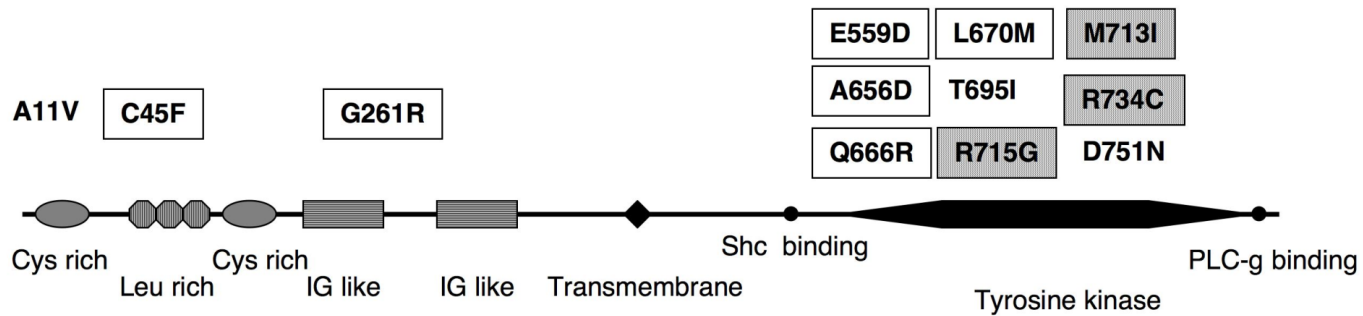 E559D L670M M713I
A11V C45F G261R A656D T695I R734C
Q666R R715G D751N
Cys rich Leu rich Cys rich IG like IG like Transmembrane Shc binding Tyrosine kinase PLC-g binding